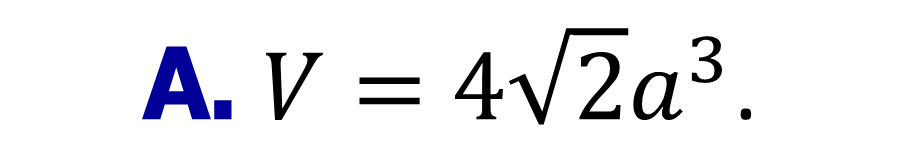 A. V = 4√2a³.